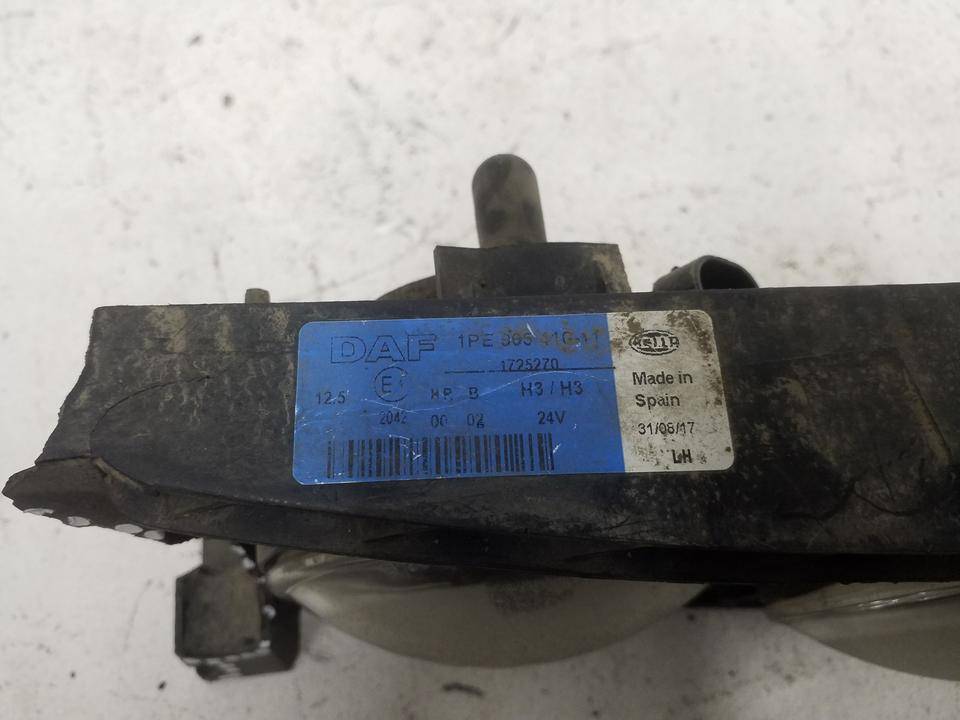 DAF 1PE
1725270
12.5 E HR B H3 / H3
2042 00 02 24V
HELLA
Made in
Spain
31/08/17
LH